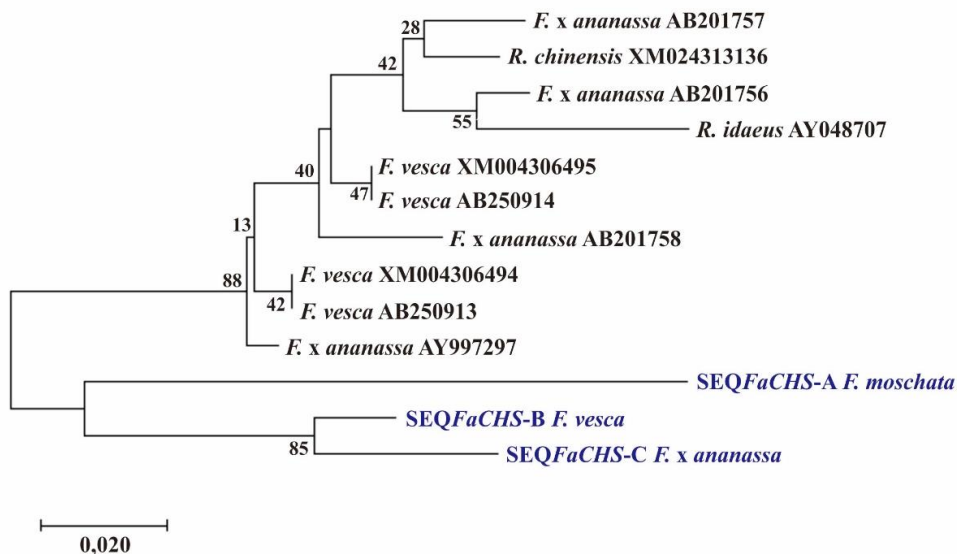 F. x ananassa AB201757
28
R. chinensis XM024313136
42
F. x ananassa AB201756
55
R. idaeus AY048707
F. vesca XM004306495
40
47
F. vesca AB250914
13
F. x ananassa AB201758
F. vesca XM004306494
88
42
F. vesca AB250913
F. x ananassa AY997297
SEQFaCHS-A F. moschata
SEQFaCHS-B F. vesca
85
SEQFaCHS-C F. x ananassa
0,020